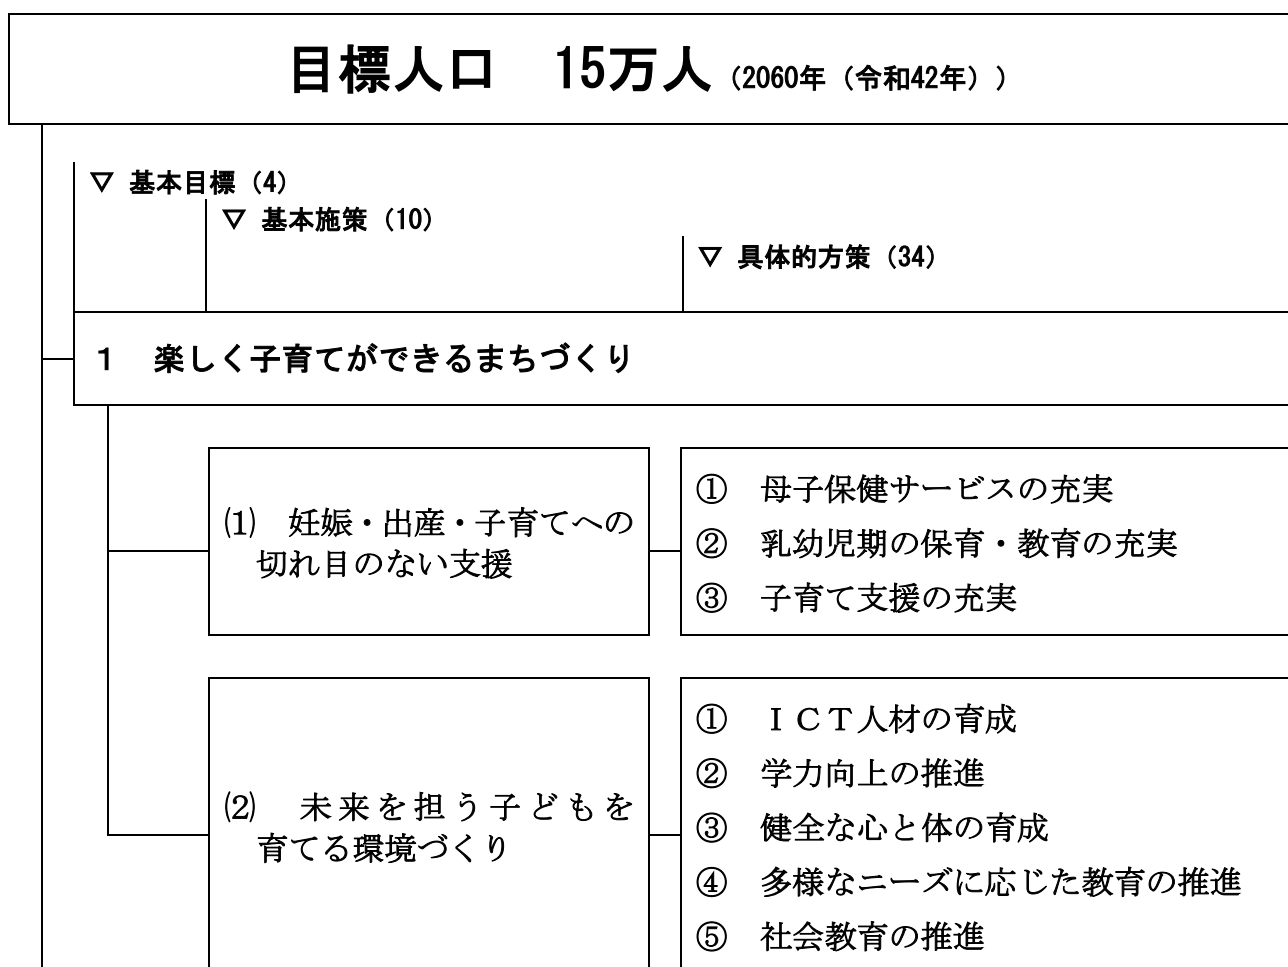 目標人口　15万人（2060年（令和42年））
▽ 基本目標（4）
▽ 基本施策（10）
▽ 具体的方策（34）
１　楽しく子育てができるまちづくり
⑴　妊娠・出産・子育てへの
切れ目のない支援
①　母子保健サービスの充実
②　乳幼児期の保育・教育の充実
③　子育て支援の充実
⑵　未来を担う子どもを
育てる環境づくり
①　ＩＣＴ人材の育成
②　学力向上の推進
③　健全な心と体の育成
④　多様なニーズに応じた教育の推進
⑤　社会教育の推進